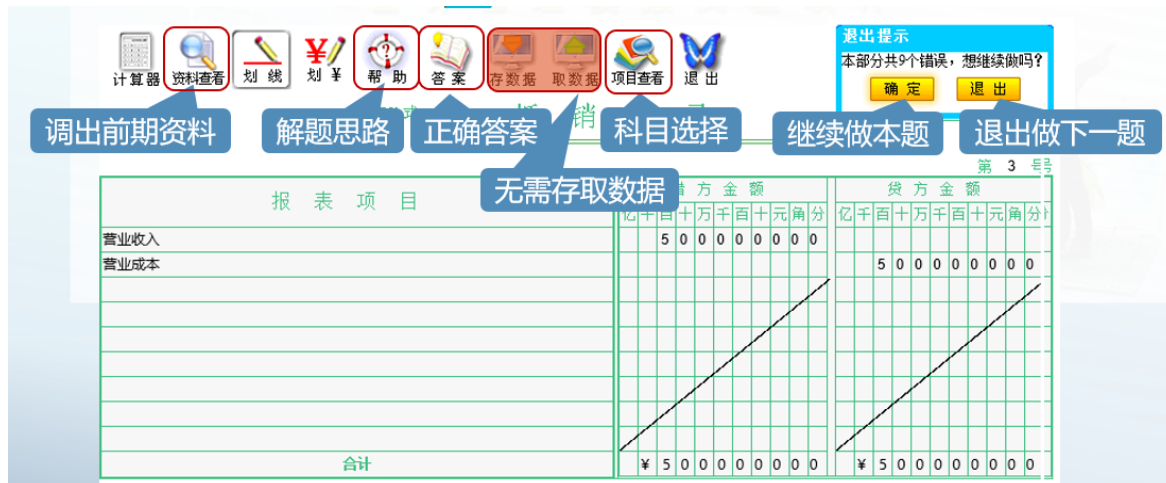 退出提示
本部分共9个错误，想继续做吗？
确 定 退 出
计算器 资料查看 划 线 划 ¥ 帮 助 答 案 存数据 取数据 项目查看 退 出
调出前期资料 解题思路 正确答案 销 科目选择 继续做本题 退出做下一题
第 3 号
无需存取数据
报 表 项 目 借 方 金 额 贷 方 金 额
亿 千 百 十 万 千 百 十 元 角 分 亿 千 百 十 万 千 百 十 元 角 分
营业收入 5 0 0 0 0 0 0 0 0
营业成本 5 0 0 0 0 0 0 0 0
合计 ¥ 5 0 0 0 0 0 0 0 0 ¥ 5 0 0 0 0 0 0 0 0